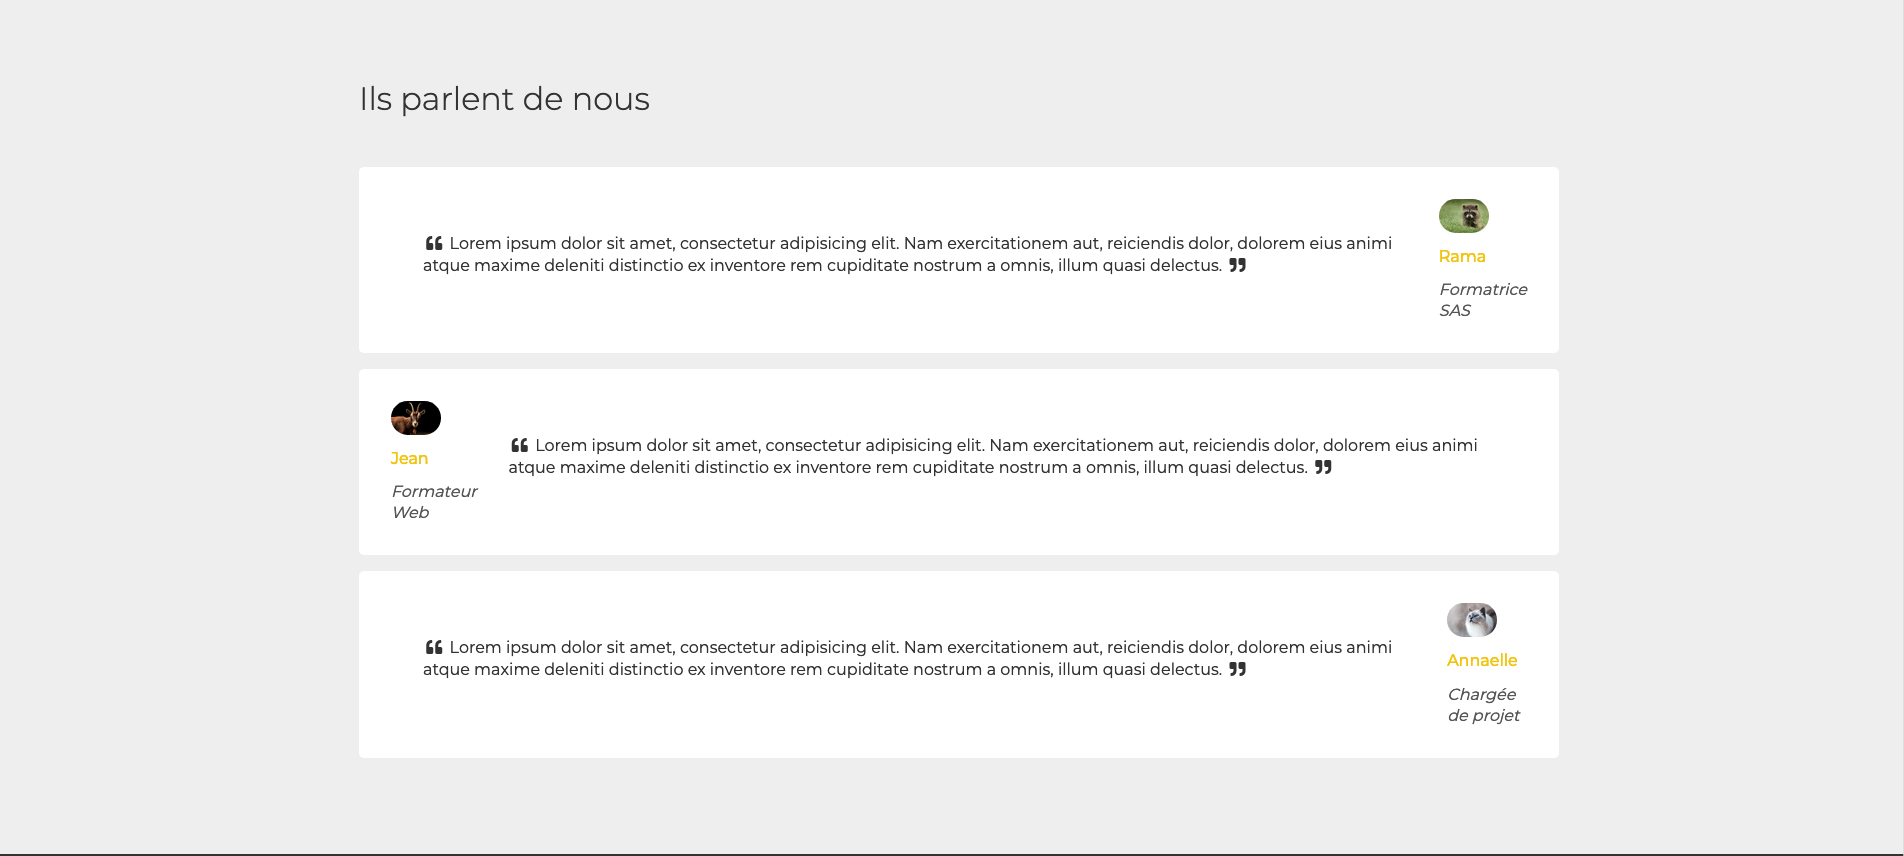 Ils parlent de nous
❝ Lorem ipsum dolor sit amet, consectetur adipisicing elit. Nam exercitationem aut, reiciendis dolor, dolorem eius animi
atque maxime deleniti distinctio ex inventore rem cupiditate nostrum a omnis, illum quasi delectus. ❞
Rama
Formatrice
SAS
Jean
Formateur
Web
❝ Lorem ipsum dolor sit amet, consectetur adipisicing elit. Nam exercitationem aut, reiciendis dolor, dolorem eius animi
atque maxime deleniti distinctio ex inventore rem cupiditate nostrum a omnis, illum quasi delectus. ❞
❝ Lorem ipsum dolor sit amet, consectetur adipisicing elit. Nam exercitationem aut, reiciendis dolor, dolorem eius animi
atque maxime deleniti distinctio ex inventore rem cupiditate nostrum a omnis, illum quasi delectus. ❞
Annaelle
Chargée
de projet